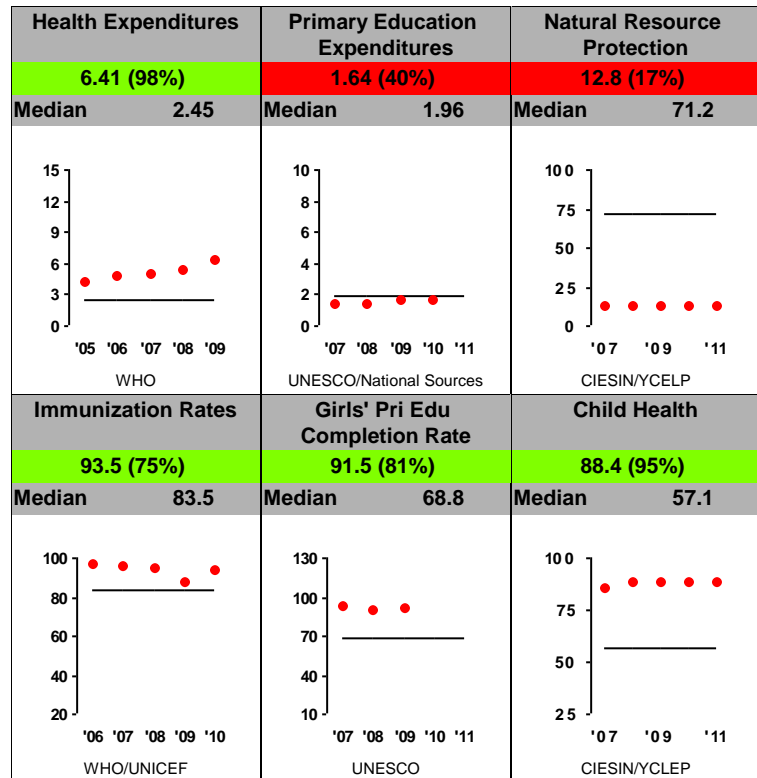 Health Expenditures
6.41 (98%)
Median 2.45
15
12
9
6
3
0
'05 '06 '07 '08 '09
WHO
Primary Education
Expenditures
1.64 (40%)
Median 1.96
10
8
6
4
2
0
'07 '08 '09 '10 '11
UNESCO/National Sources
Natural Resource
Protection
12.8 (17%)
Median 71.2
100
75
50
25
0
'07 '09 '11
CIESIN/YCELP
Immunization Rates
93.5 (75%)
Median 83.5
100
80
60
40
20
'06 '07 '08 '09 '10
WHO/UNICEF
Girls' Pri Edu
Completion Rate
91.5 (81%)
Median 68.8
130
100
70
40
10
'07 '08 '09 '10 '11
UNESCO
Child Health
88.4 (95%)
Median 57.1
100
75
50
25
'07 '09 '11
CIESIN/YCLEP